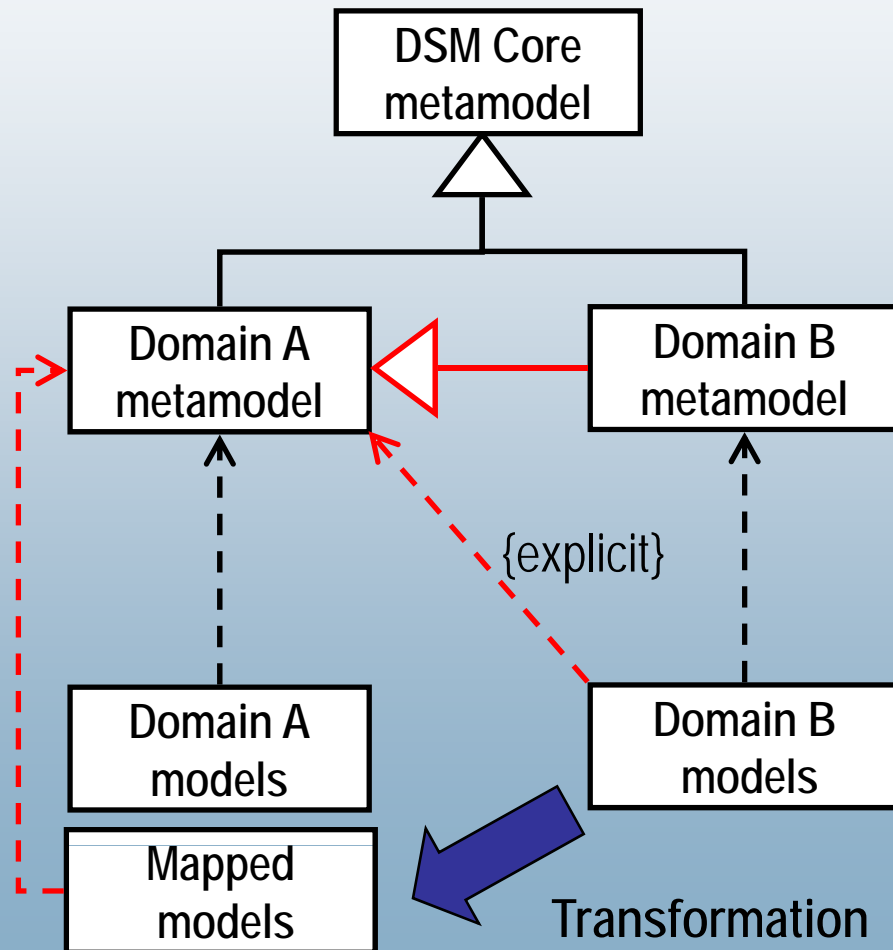 DSM Core
metamodel
Domain A
metamodel
Domain B
metamodel
{explicit}
Domain A
models
Domain B
models
Mapped
models
Transformation